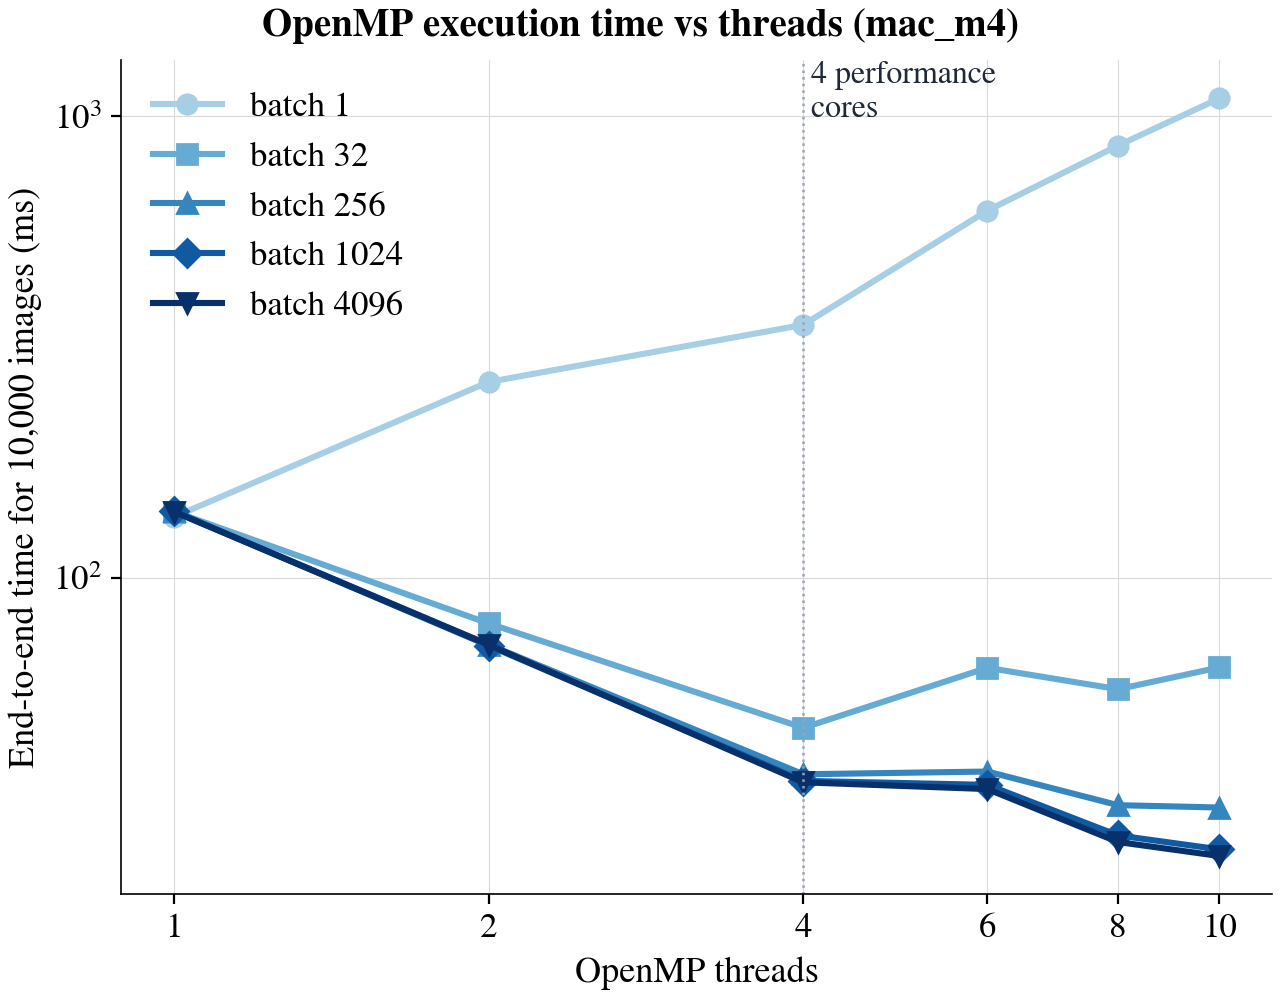 OpenMP execution time vs threads (mac_m4)
4 performance
cores
batch 1
batch 32
batch 256
batch 1024
batch 4096
End-to-end time for 10,000 images (ms)
10³
10²
1 2 4 6 8 10
OpenMP threads